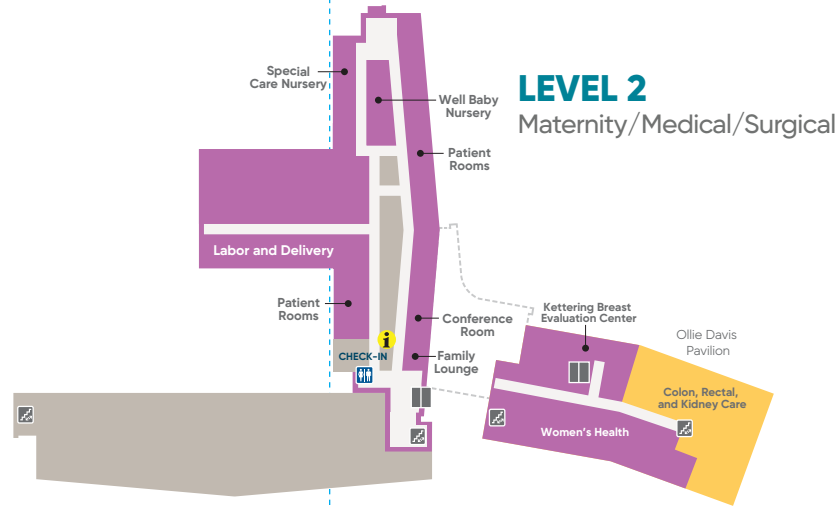 LEVEL 2
Maternity/Medical/Surgical
Special
Care Nursery
Well Baby
Nursery
Patient
Rooms
Labor and Delivery
Patient
Rooms
Conference
Room
CHECK-IN
i
Family
Lounge
Kettering Breast
Evaluation Center
Ollie Davis
Pavilion
Colon, Rectal,
and Kidney Care
Women's Health